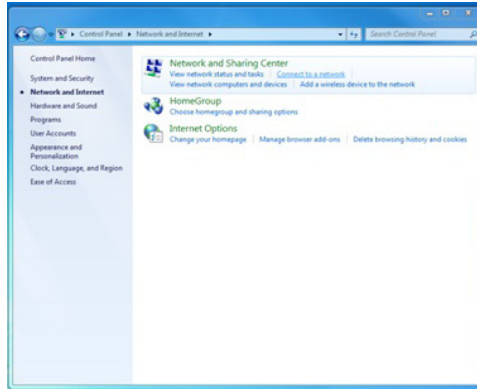 Control Panel ▸ Network and Internet ▸
Search Control Panel
Control Panel Home
System and Security
Network and Internet
Hardware and Sound
Programs
User Accounts
Appearance and
Personalization
Clock, Language, and Region
Ease of Access
Network and Sharing Center
View network status and tasks | Connect to a network
View network computers and devices | Add a wireless device to the network
HomeGroup
Choose homegroup and sharing options
Internet Options
Change your homepage | Manage browser add-ons | Delete browsing history and cookies